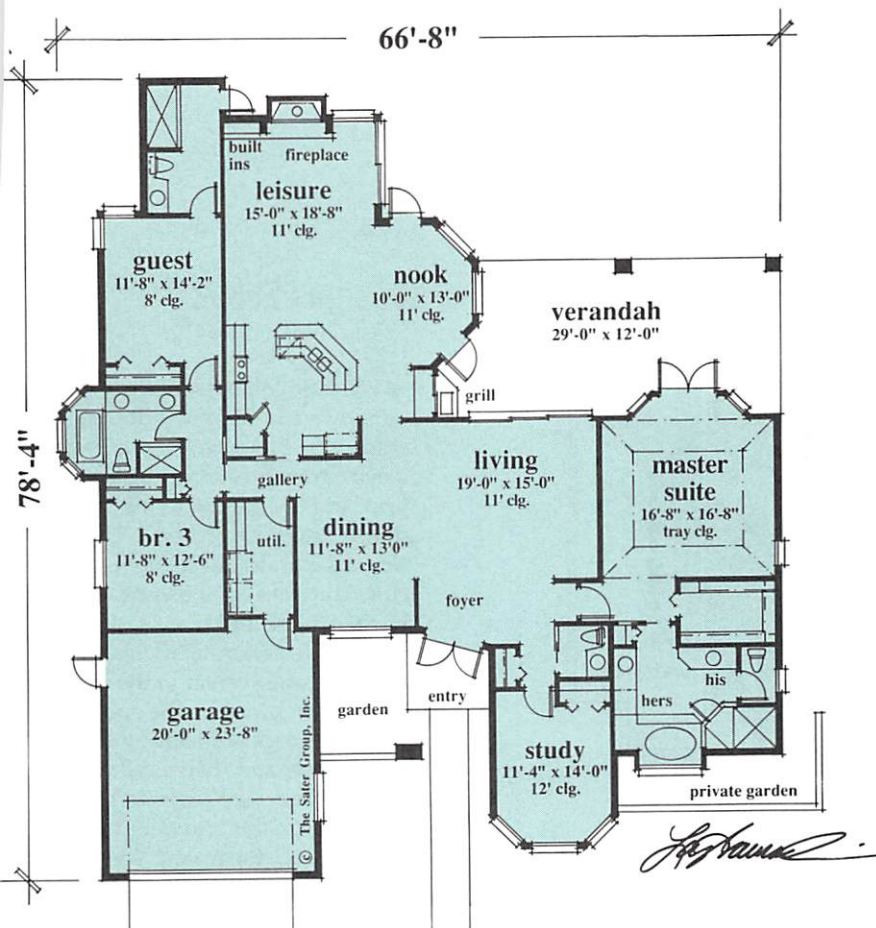 66'-8"
78'-4"
built
ins
fireplace
leisure
15'-0" x 18'-8"
11' clg.
guest
11'-8" x 14'-2"
8' clg.
nook
10'-0" x 13'-0"
11' clg.
verandah
29'-0" x 12'-0"
grill
gallery
living
19'-0" x 15'-0"
11' clg.
master
suite
16'-8" x 16'-8"
tray clg.
br. 3
11'-8" x 12'-6"
8' clg.
util.
dining
11'-8" x 13'0"
11' clg.
foyer
his
hers
garage
20'-0" x 23'-8"
© The Sater Group, Inc.
garden
entry
study
11'-4" x 14'-0"
12' clg.
private garden